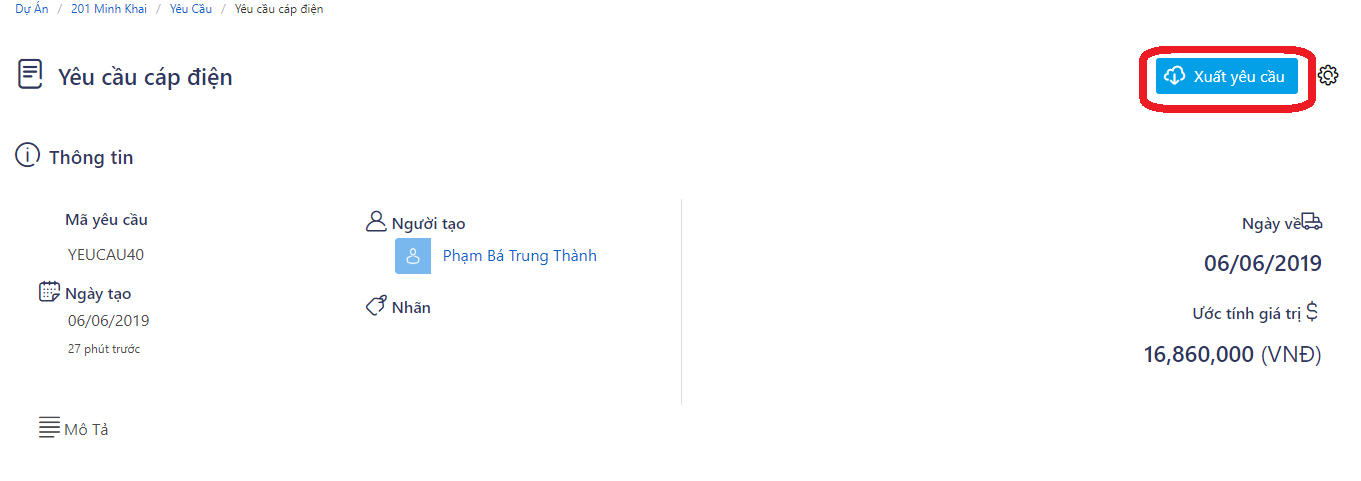 Dự Án / 201 Minh Khai / Yêu Cầu / Yêu cầu cáp điện
Yêu cầu cáp điện
Xuất yêu cầu
Thông tin
Mã yêu cầu
YEUCAU40
Ngày tạo
06/06/2019
27 phút trước
Người tạo
Phạm Bá Trung Thành
Nhãn
Ngày về
06/06/2019
Ước tính giá trị $
16,860,000 (VNĐ)
Mô Tả